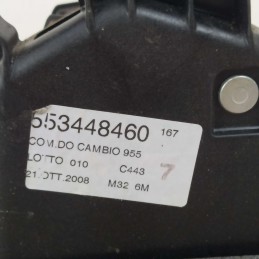 553448460 167
COM.DO CAMBIO 955
LOTTO 010 C443 7
21.OTT.2008 M32 6M